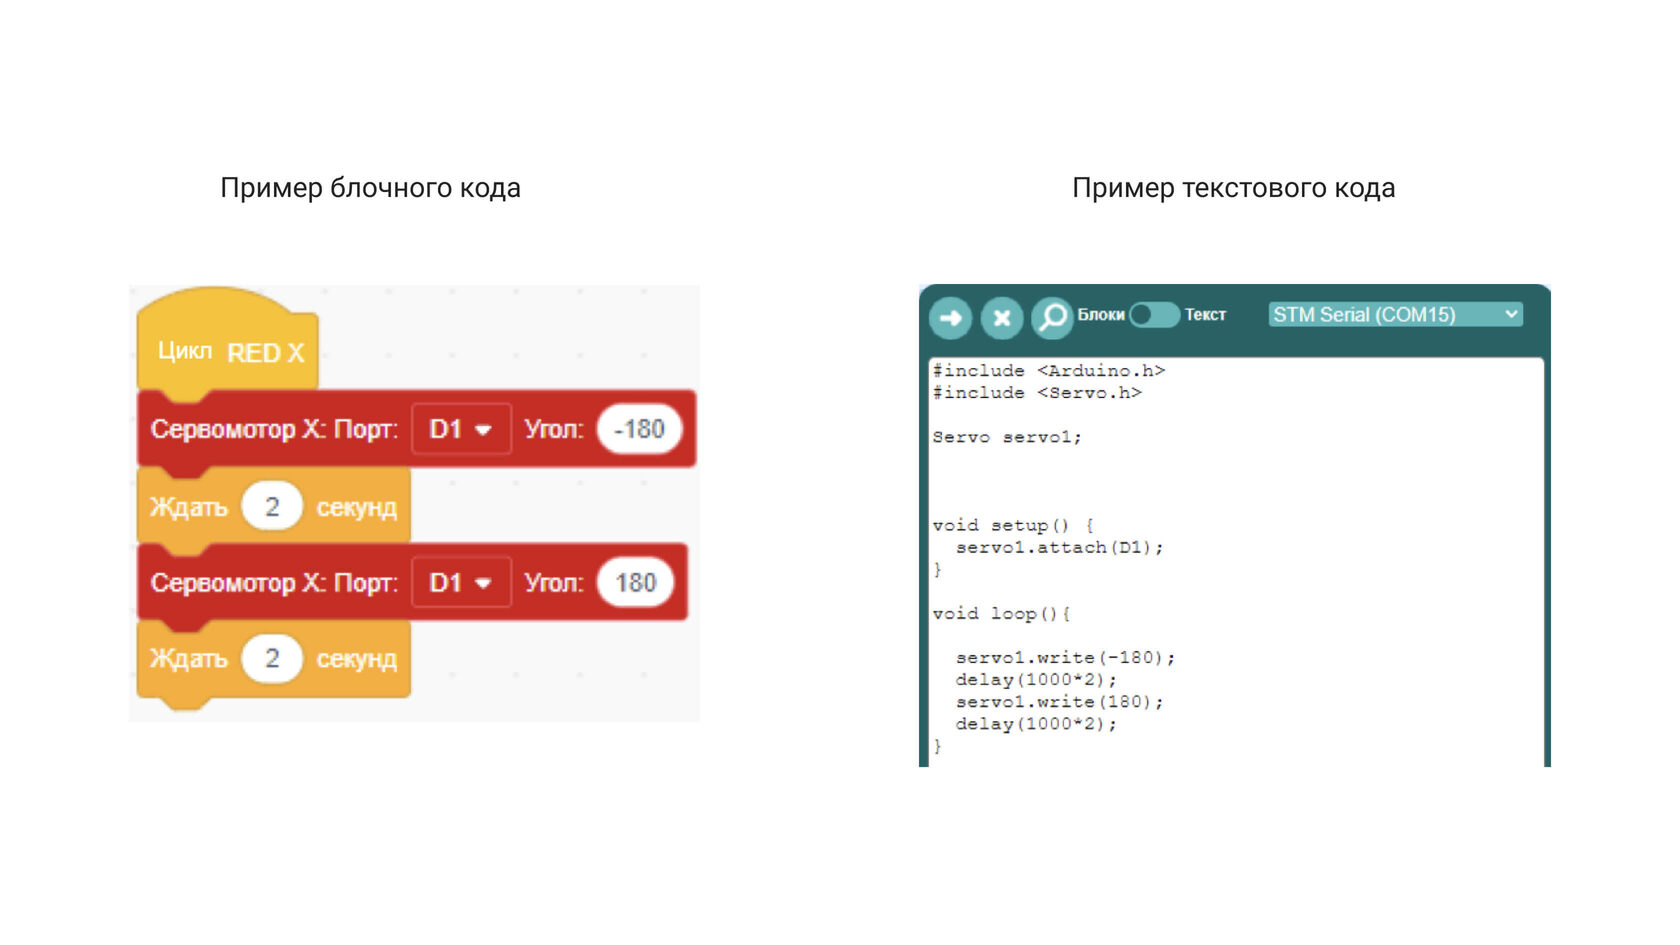 Пример блочного кода
Цикл RED X
Сервомотор X: Порт: D1 Угол: -180
Ждать 2 секунд
Сервомотор X: Порт: D1 Угол: 180
Ждать 2 секунд
Пример текстового кода
Блоки Текст STM Serial (COM15)
#include <Arduino.h>
#include <Servo.h>
Servo servo1;
void setup() {
servo1.attach(D1);
}
void loop(){
servo1.write(-180);
delay(1000*2);
servo1.write(180);
delay(1000*2);
}